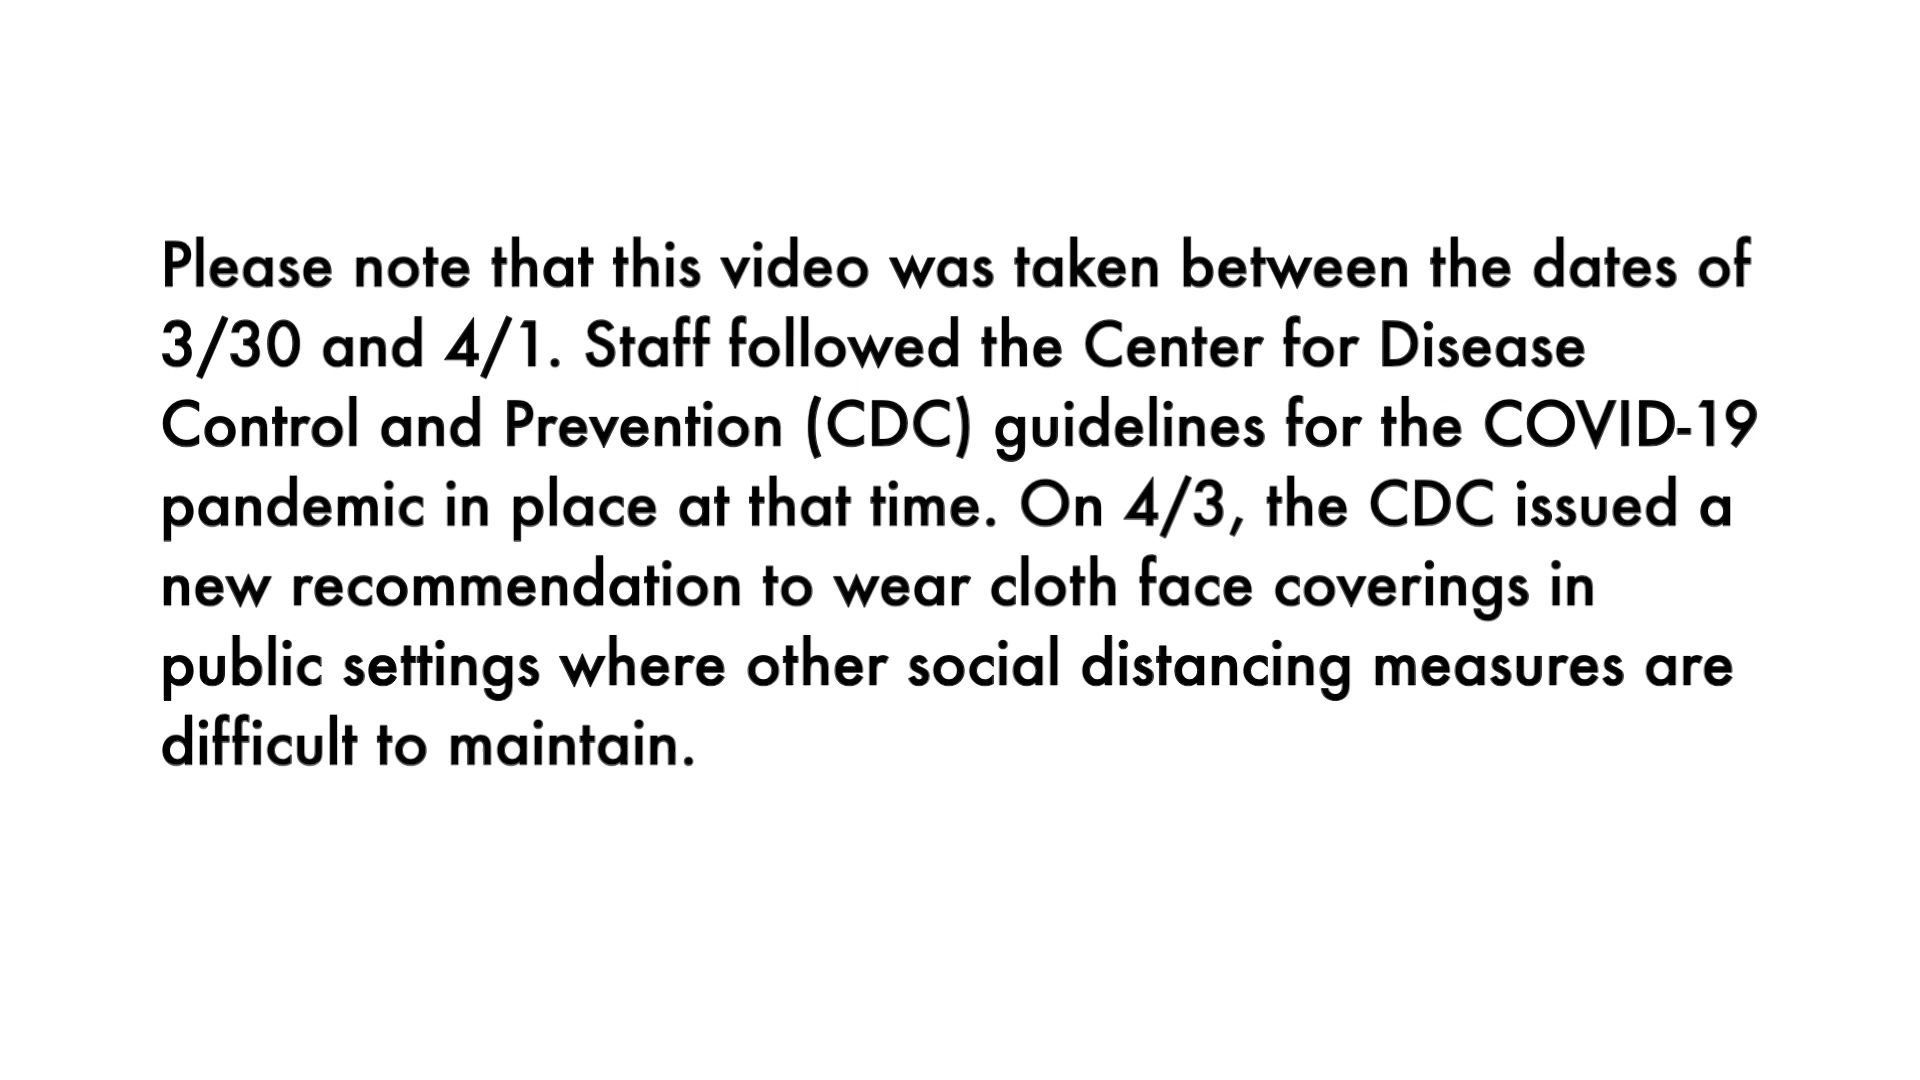 Please note that this video was taken between the dates of
3/30 and 4/1. Staff followed the Center for Disease
Control and Prevention (CDC) guidelines for the COVID-19
pandemic in place at that time. On 4/3, the CDC issued a
new recommendation to wear cloth face coverings in
public settings where other social distancing measures are
difficult to maintain.